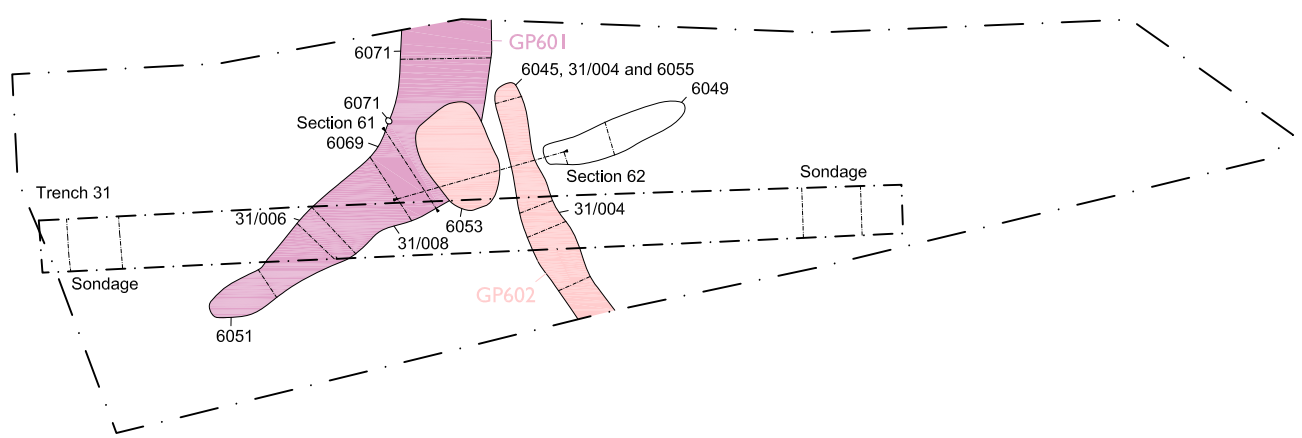 GP601
6071
6045, 31/004 and 6055
6049
6071
Section 61
6069
Section 62
Sondage
Trench 31
31/006
31/004
6053
31/008
Sondage
GP602
6051